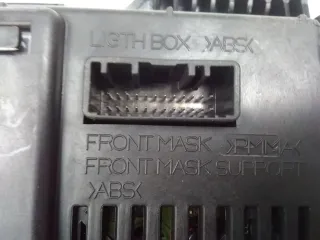 LIGTH BOX >ABS<
FRONT MASK >PMMA<
FRONT MASK SUPPORT
>ABS<